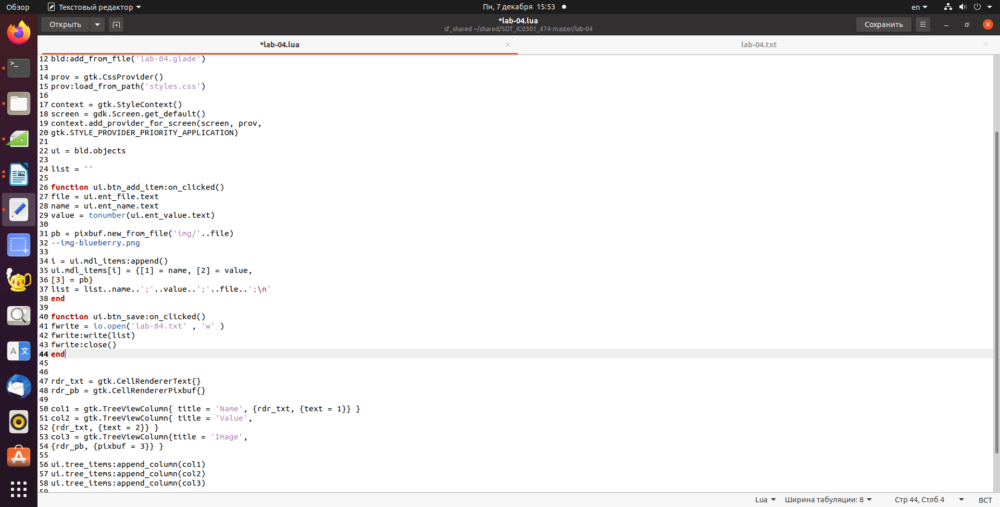 Обзор
Текстовый редактор
Пн, 7 декабря 15:53
en
Открыть
*lab-04.lua
sf_shared ~/shared/SDT_IC0301_474-master/lab-04
Сохранить
*lab-04.lua
lab-04.txt
12 bld:add_from_file('lab-04.glade')
13
14 prov = gtk.CssProvider()
15 prov:load_from_path('styles.css')
16
17 context = gtk.StyleContext()
18 screen = gdk.Screen.get_default()
19 context.add_provider_for_screen(screen, prov,
20 gtk.STYLE_PROVIDER_PRIORITY_APPLICATION)
21
22 ui = bld.objects
23
24 list = ""
25
26 function ui.btn_add_item:on_clicked()
27 file = ui.ent_file.text
28 name = ui.ent_name.text
29 value = tonumber(ui.ent_value.text)
30
31 pb = pixbuf.new_from_file('img/'..file)
32 --img-blueberry.png
33
34 i = ui.mdl_items:append()
35 ui.mdl_items[i] = {[1] = name, [2] = value,
36 [3] = pb}
37 list = list..name..';'..value..';'..file..';\n'
38 end
39
40 function ui.btn_save:on_clicked()
41 fwrite = io.open('lab-04.txt' , 'w' )
42 fwrite:write(list)
43 fwrite:close()
44 end
45
46
47 rdr_txt = gtk.CellRendererText{}
48 rdr_pb = gtk.CellRendererPixbuf{}
49
50 col1 = gtk.TreeViewColumn{ title = 'Name', {rdr_txt, {text = 1}} }
51 col2 = gtk.TreeViewColumn{ title = 'Value',
52 {rdr_txt, {text = 2}} }
53 col3 = gtk.TreeViewColumn{title = 'Image',
54 {rdr_pb, {pixbuf = 3}} }
55
56 ui.tree_items:append_column(col1)
57 ui.tree_items:append_column(col2)
58 ui.tree_items:append_column(col3)
59
Lua
Ширина табуляции: 8
Стр 44, Стлб 4
ВСТ